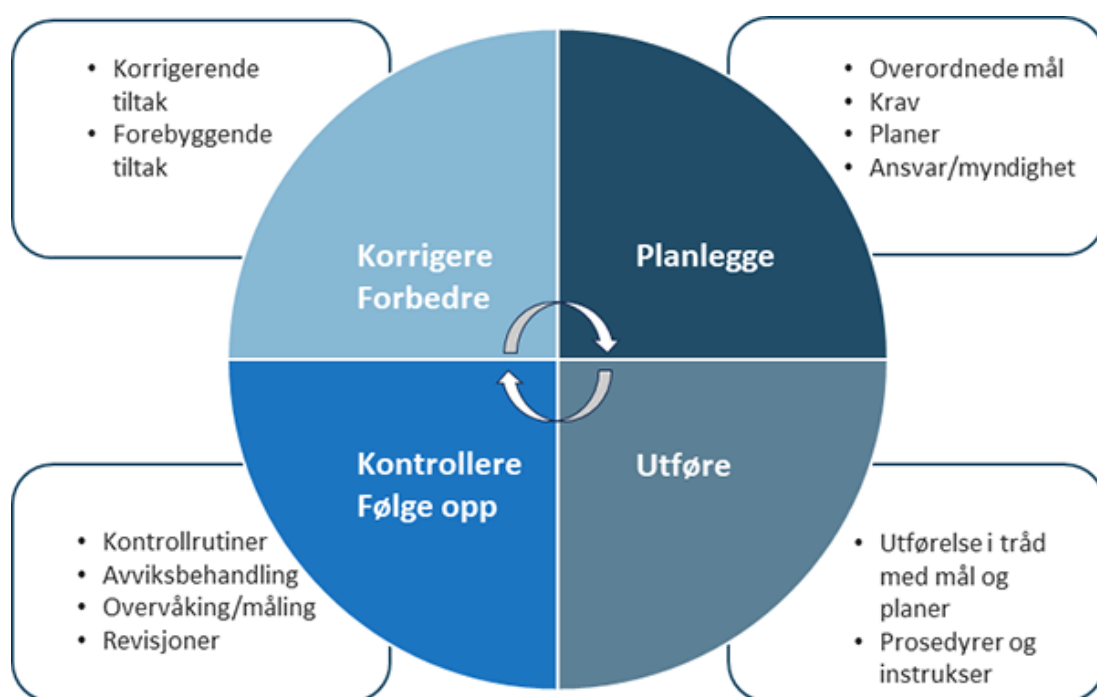 • Korrigerende
tiltak
• Forebyggende
tiltak
• Overordnede mål
• Krav
• Planer
• Ansvar/myndighet
Korrigere
Forbedre
Planlegge
Kontrollere
Følge opp
Utføre
• Kontrollrutiner
• Avviksbehandling
• Overvåking/måling
• Revisjoner
• Utførelse i tråd
med mål og
planer
• Prosedyrer og
instrukser